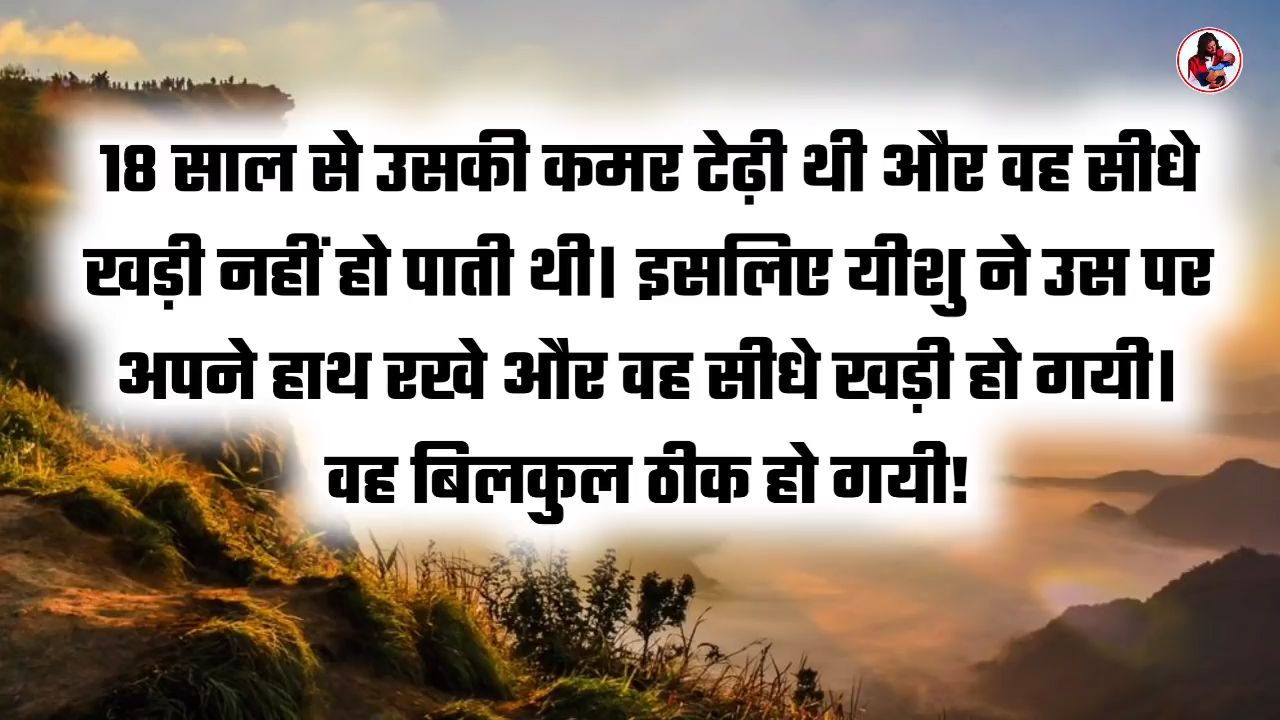 18 साल से उसकी कमर टेढ़ी थी और वह सीधे
खड़ी नहीं हो पाती थी। इसलिए यीशु ने उस पर
अपने हाथ रखे और वह सीधे खड़ी हो गयी।
वह बिलकुल ठीक हो गयी!